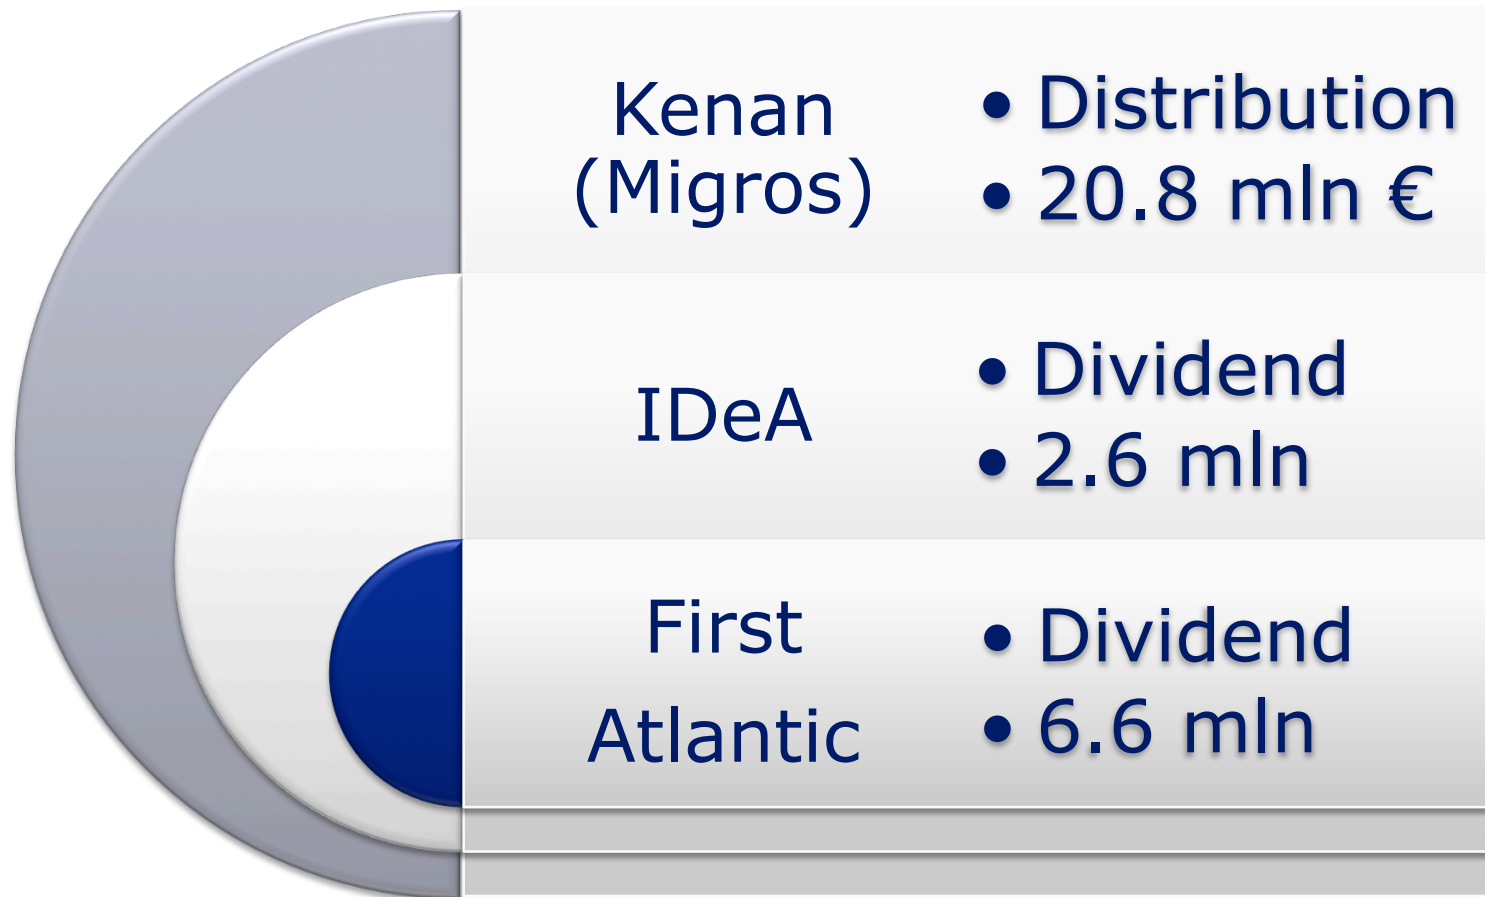 Kenan
(Migros)
• Distribution
• 20.8 mln €
IDeA
• Dividend
• 2.6 mln
First
Atlantic
• Dividend
• 6.6 mln